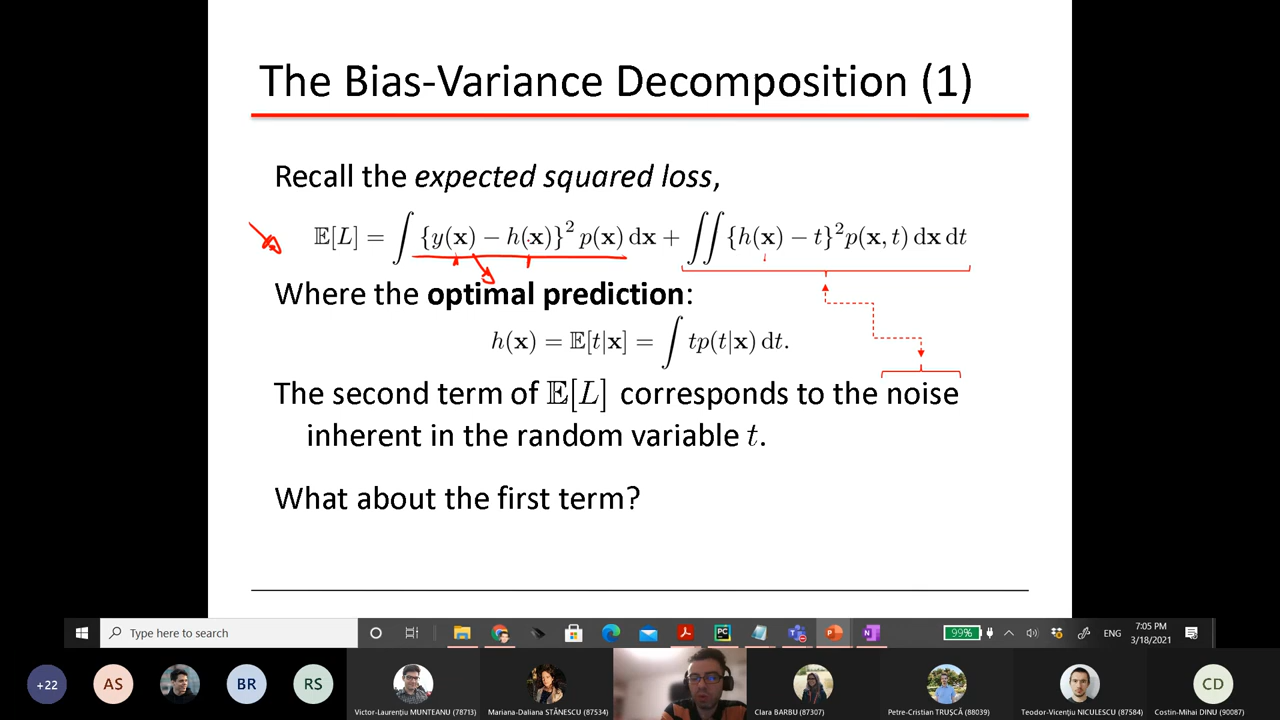 The Bias-Variance Decomposition (1)
Recall the expected squared loss,
𝔼[L] = ∫ {y(𝐱) − h(𝐱)}² p(𝐱) d𝐱 + ∬ {h(𝐱) − t}² p(𝐱, t) d𝐱 dt
Where the optimal prediction:
h(𝐱) = 𝔼[t|𝐱] = ∫ tp(t|𝐱) dt.
The second term of 𝔼[L] corresponds to the noise
inherent in the random variable t.
What about the first term?
Type here to search
99%
ENG
7:05 PM
3/18/2021
+22
AS
BR
RS
CD
Victor-Laurențiu MUNTEANU (78713)
Mariana-Daliana STĂNESCU (87534)
Clara BARBU (87307)
Petre-Cristian TRUȘCĂ (88039)
Teodor-Vicențiu NICULESCU (87584)
Costin-Mihai DINU (90087)